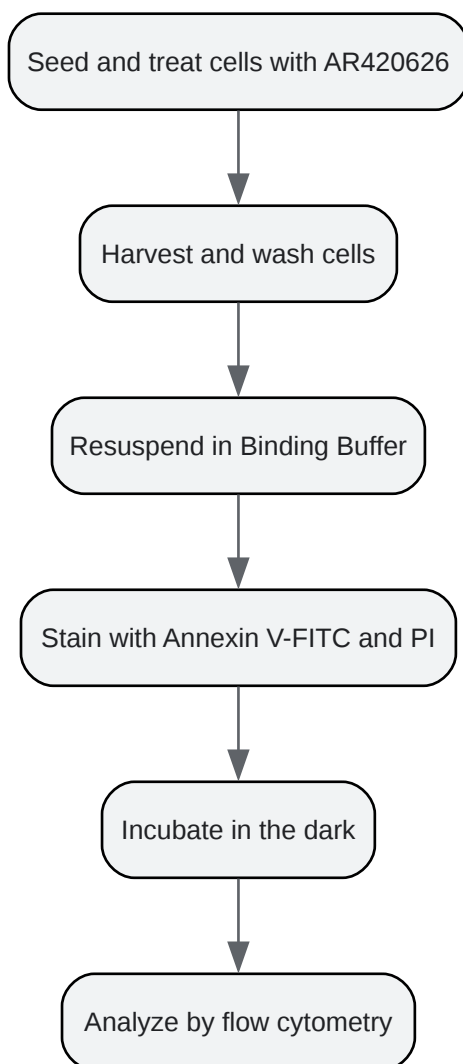 Seed and treat cells with AR420626
Harvest and wash cells
Resuspend in Binding Buffer
Stain with Annexin V-FITC and PI
Incubate in the dark
Analyze by flow cytometry